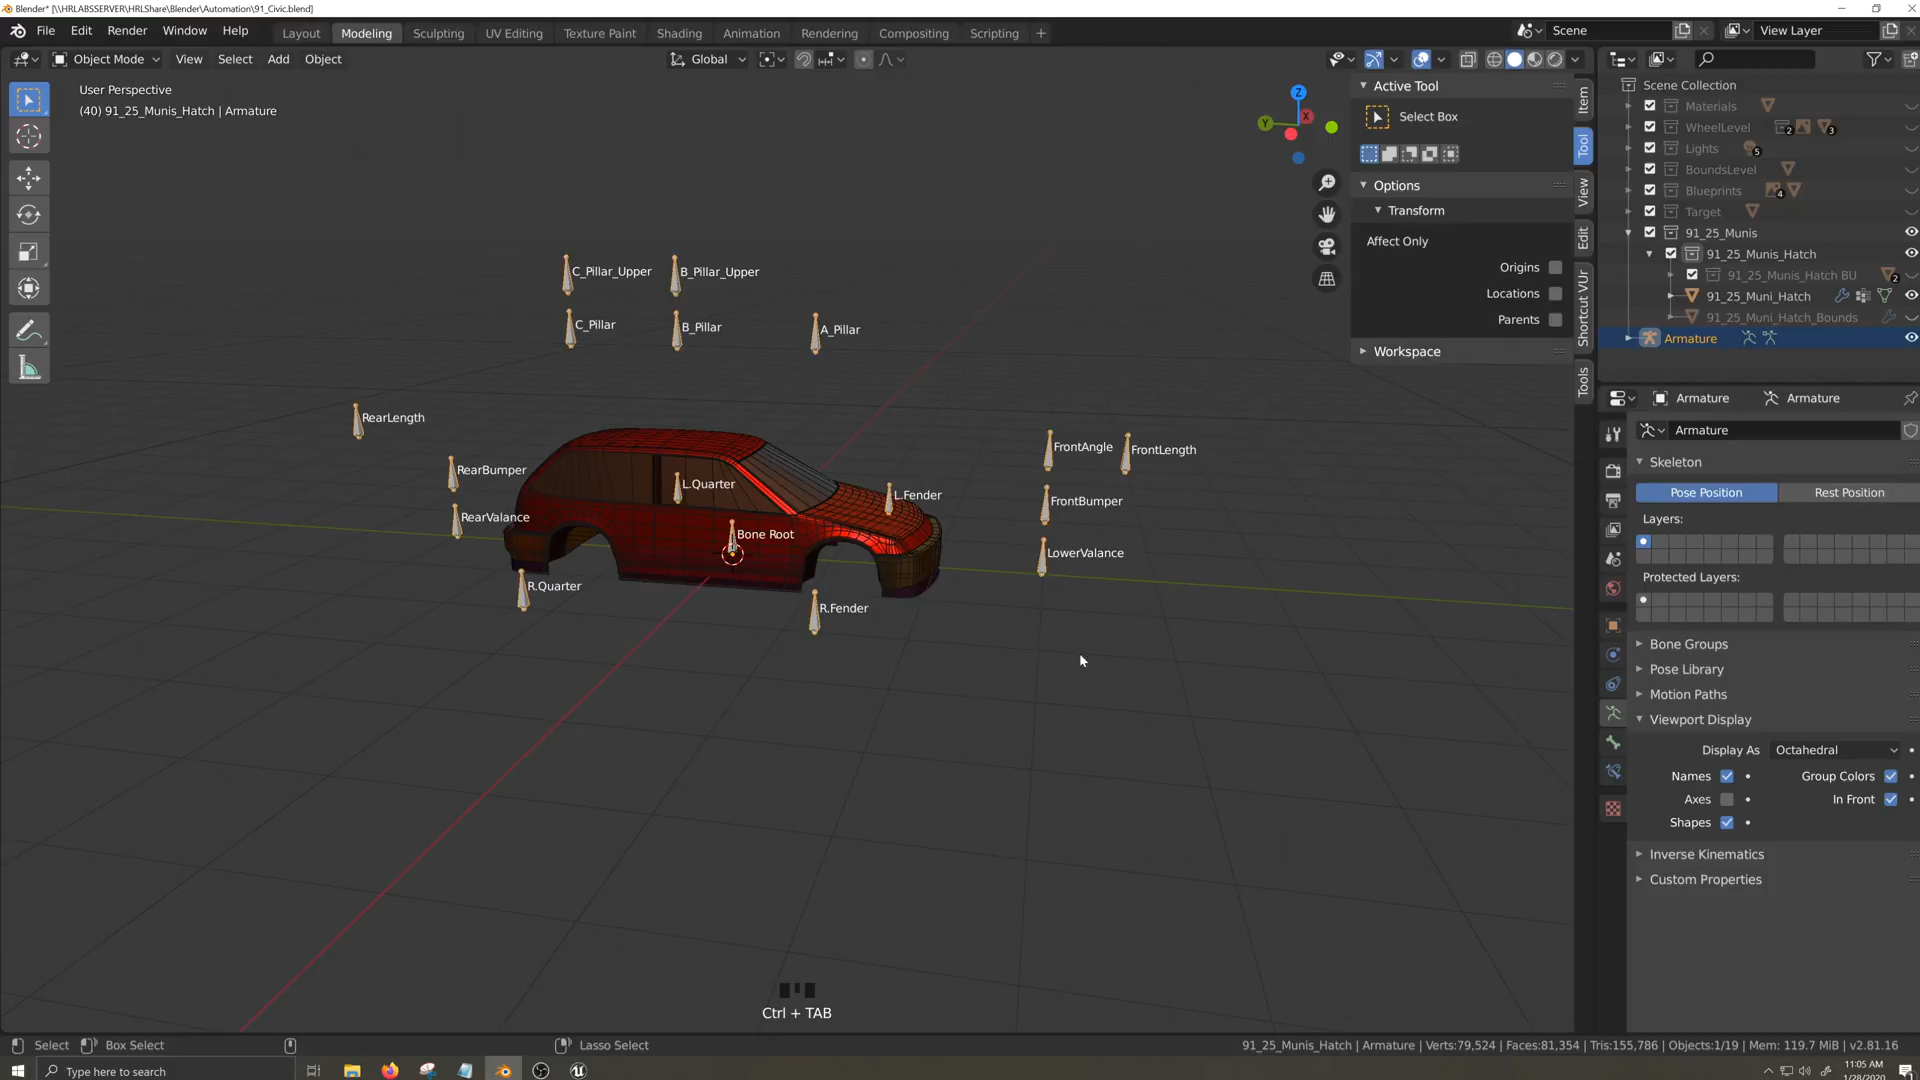 Blender* [\\HRLABSSERVER\HRLShare\Blender\Automation\91_Civic.blend]
File Edit Render Window Help Layout Modeling Sculpting UV Editing Texture Paint Shading Animation Rendering Compositing Scripting + Scene View Layer
Object Mode View Select Add Object Global
User Perspective
(40) 91_25_Munis_Hatch | Armature
C_Pillar_Upper B_Pillar_Upper
C_Pillar B_Pillar A_Pillar
RearLength
RearBumper
RearValance
R.Quarter
L.Quarter
L.Fender
Bone Root
R.Fender
FrontAngle FrontLength
FrontBumper
LowerValance
Z
Y
X
Ctrl + TAB
Active Tool
Select Box
Options
Transform
Affect Only
Origins
Locations
Parents
Workspace
Item
Tool
View
Edit
Shortcut VUr
Tools
Scene Collection
Materials
WheelLevel 2 3
Lights 5
BoundsLevel
Blueprints 4
Target
91_25_Munis
91_25_Munis_Hatch
91_25_Munis_Hatch BU 2
91_25_Muni_Hatch
91_25_Muni_Hatch_Bounds
Armature
Armature Armature
Armature
Skeleton
Pose Position Rest Position
Layers:
Protected Layers:
Bone Groups
Pose Library
Motion Paths
Viewport Display
Display As Octahedral
Names Group Colors
Axes In Front
Shapes
Inverse Kinematics
Custom Properties
Select Box Select Lasso Select 91_25_Munis_Hatch | Armature | Verts:79,524 | Faces:81,354 | Tris:155,786 | Objects:1/19 | Mem: 119.7 MiB | v2.81.16
Type here to search
11:05 AM
1/28/2020